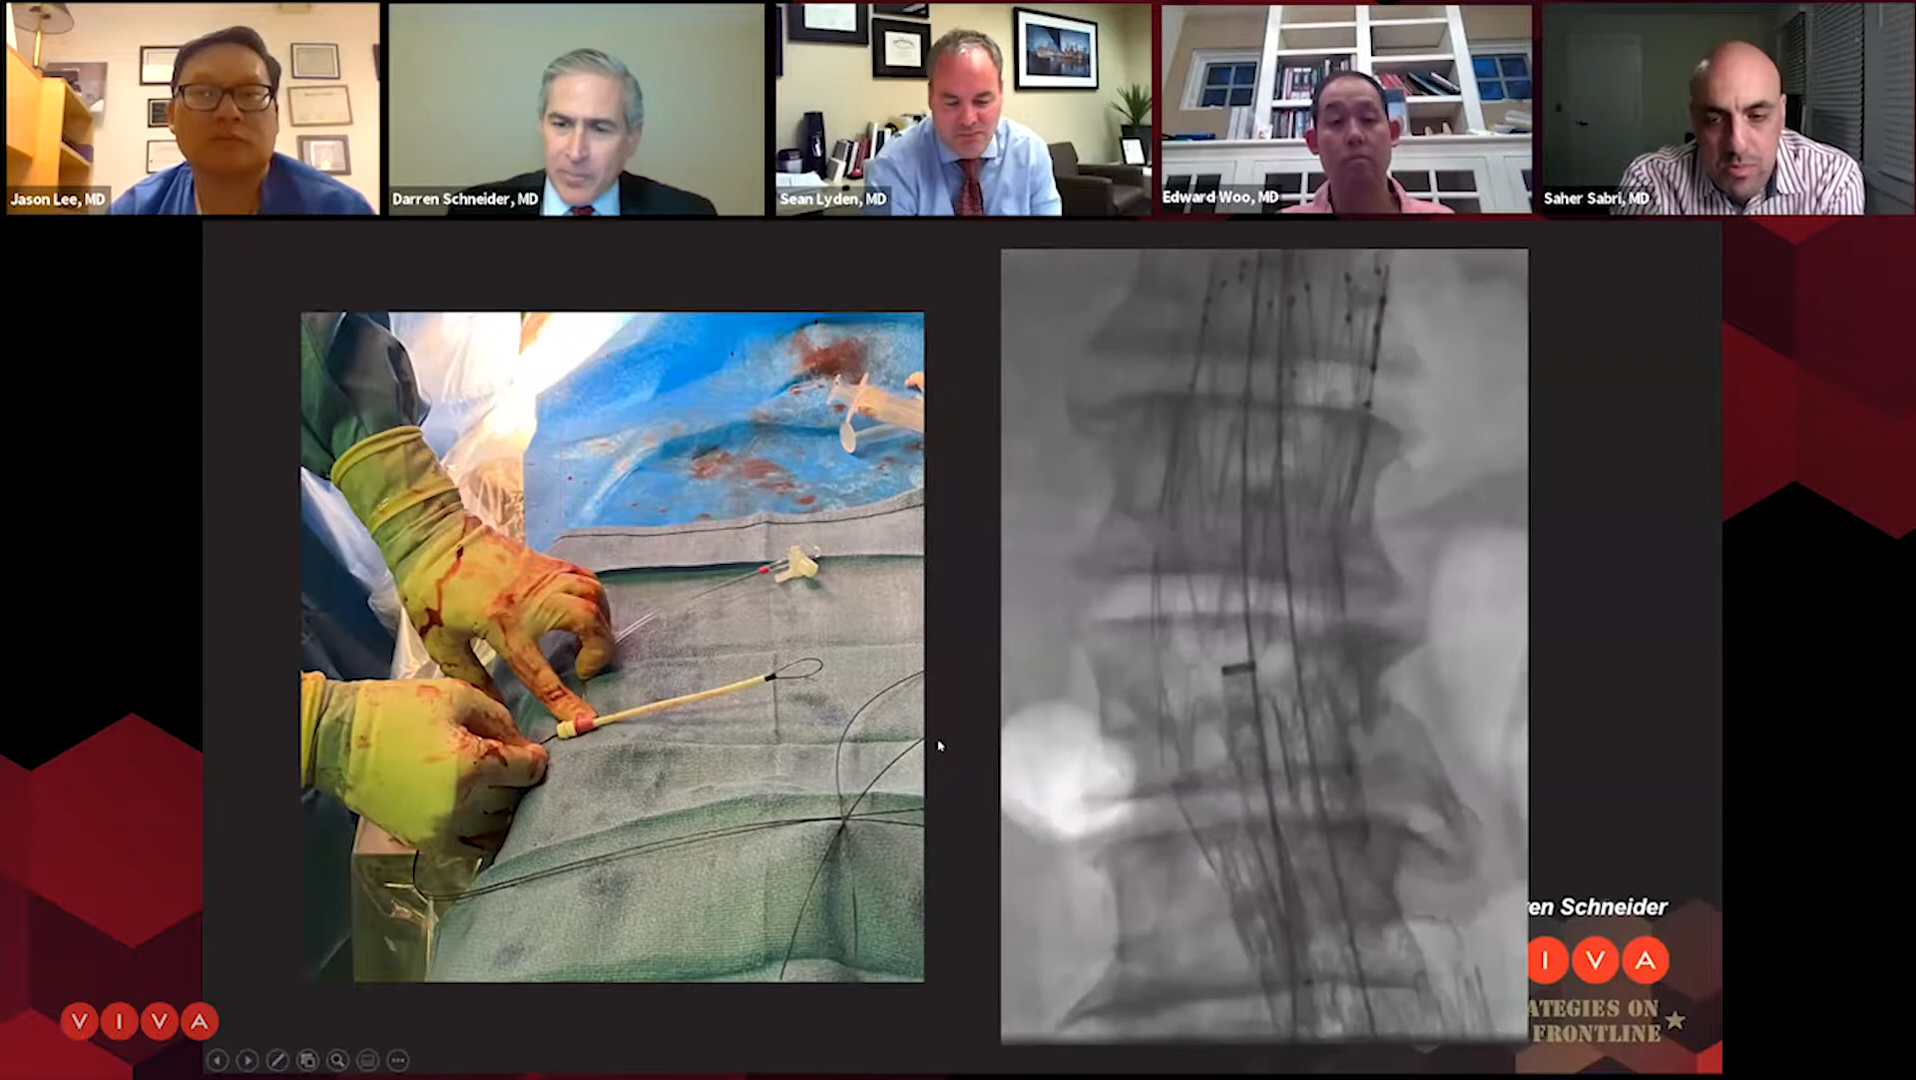 Jason Lee, MD
Darren Schneider, MD
Sean Lyden, MD
Edward Woo, MD
Saher Sabri, MD
en Schneider
I V A
ATEGIES ON
FRONTLINE
V I V A